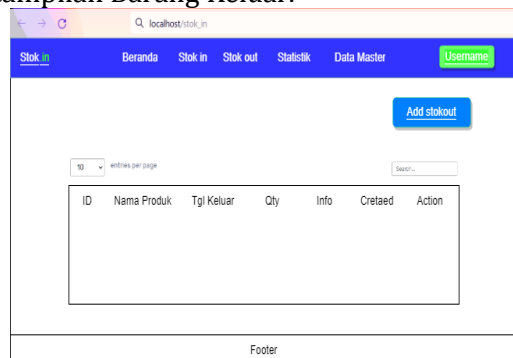 Tampilan Barang Keluar:
localhost/stok_in
Stok.in Beranda Stok in Stok out Statistik Data Master Username
Add stokout
10 entries per page Search...
ID Nama Produk Tgl Keluar Qty Info Cretaed Action
Footer